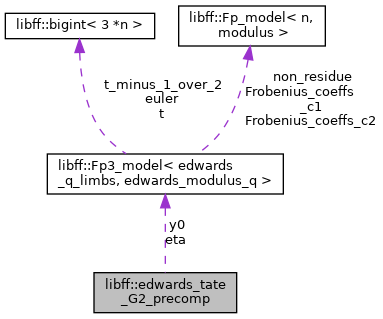 libff::bigint< 3 *n >
libff::Fp_model< n,
modulus >
t_minus_1_over_2
euler
t
non_residue
Frobenius_coeffs
_c1
Frobenius_coeffs_c2
libff::Fp3_model< edwards
_q_limbs, edwards_modulus_q >
y0
eta
libff::edwards_tate
_G2_precomp